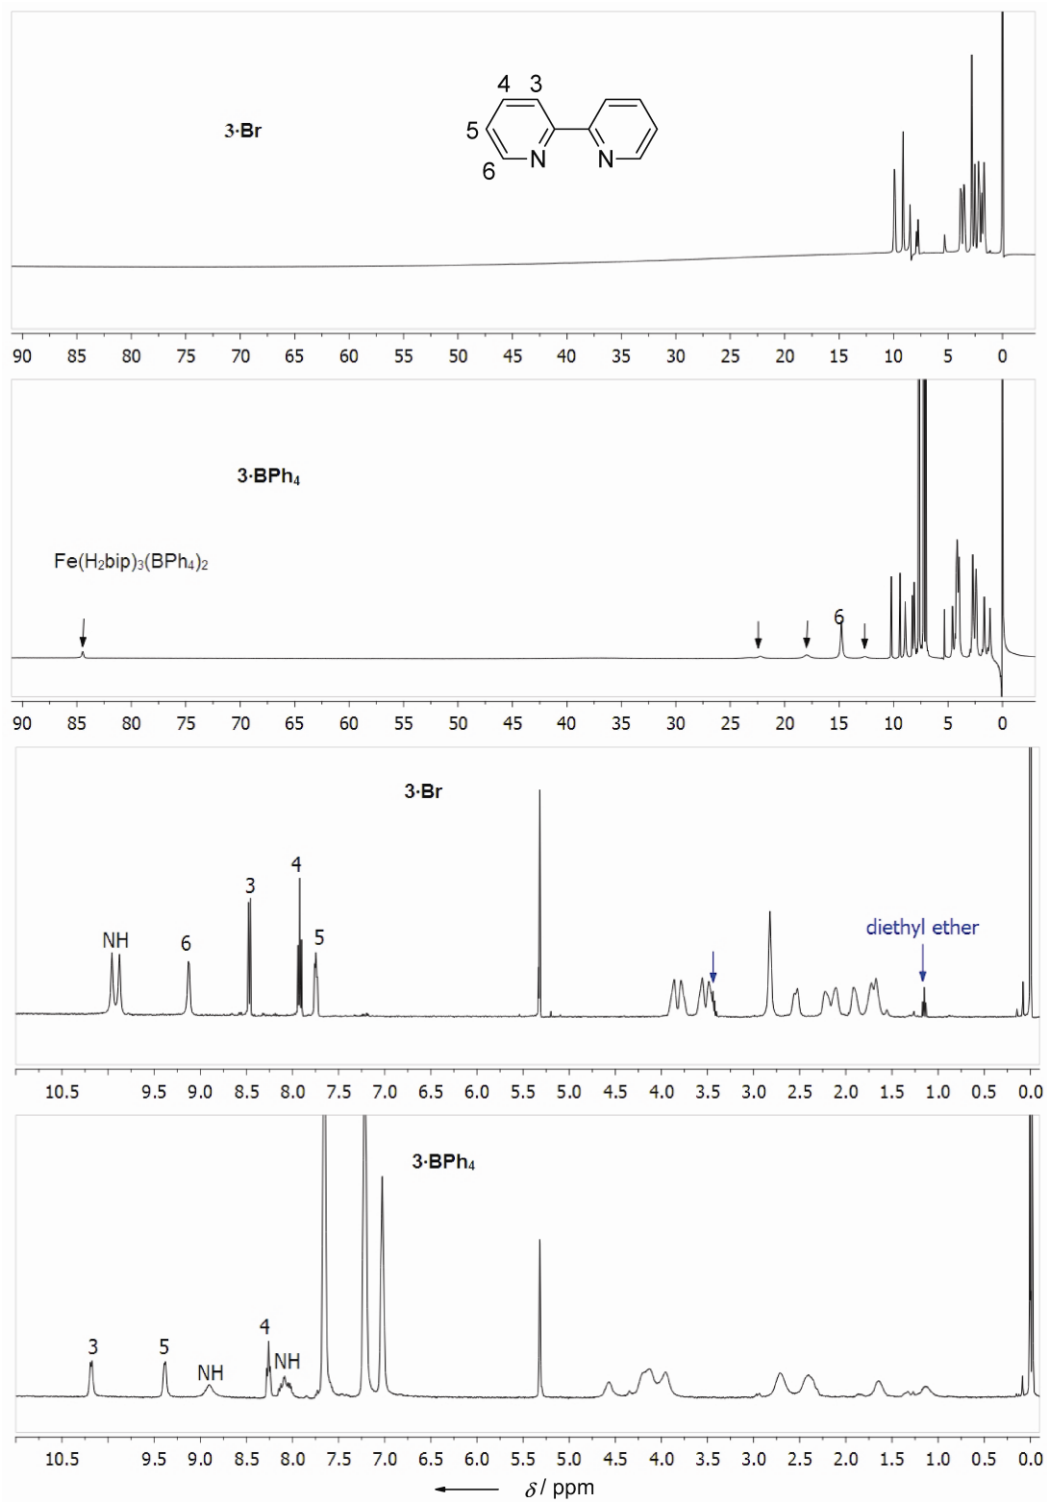 3·Br
4 3
5
6 N N
90 85 80 75 70 65 60 55 50 45 40 35 30 25 20 15 10 5 0
3·BPh₄
Fe(H₂bip)₃(BPh₄)₂
6
90 85 80 75 70 65 60 55 50 45 40 35 30 25 20 15 10 5 0
3·Br
4
3
diethyl ether
NH 6 5
10.5 9.5 9.0 8.5 8.0 7.5 7.0 6.5 6.0 5.5 5.0 4.5 4.0 3.5 3.0 2.5 2.0 1.5 1.0 0.5 0.0
3·BPh₄
4
3 5 NH NH
10.5 9.5 9.0 8.5 8.0 7.5 7.0 6.5 6.0 5.5 5.0 4.5 4.0 3.5 3.0 2.5 2.0 1.5 1.0 0.5 0.0
δ / ppm